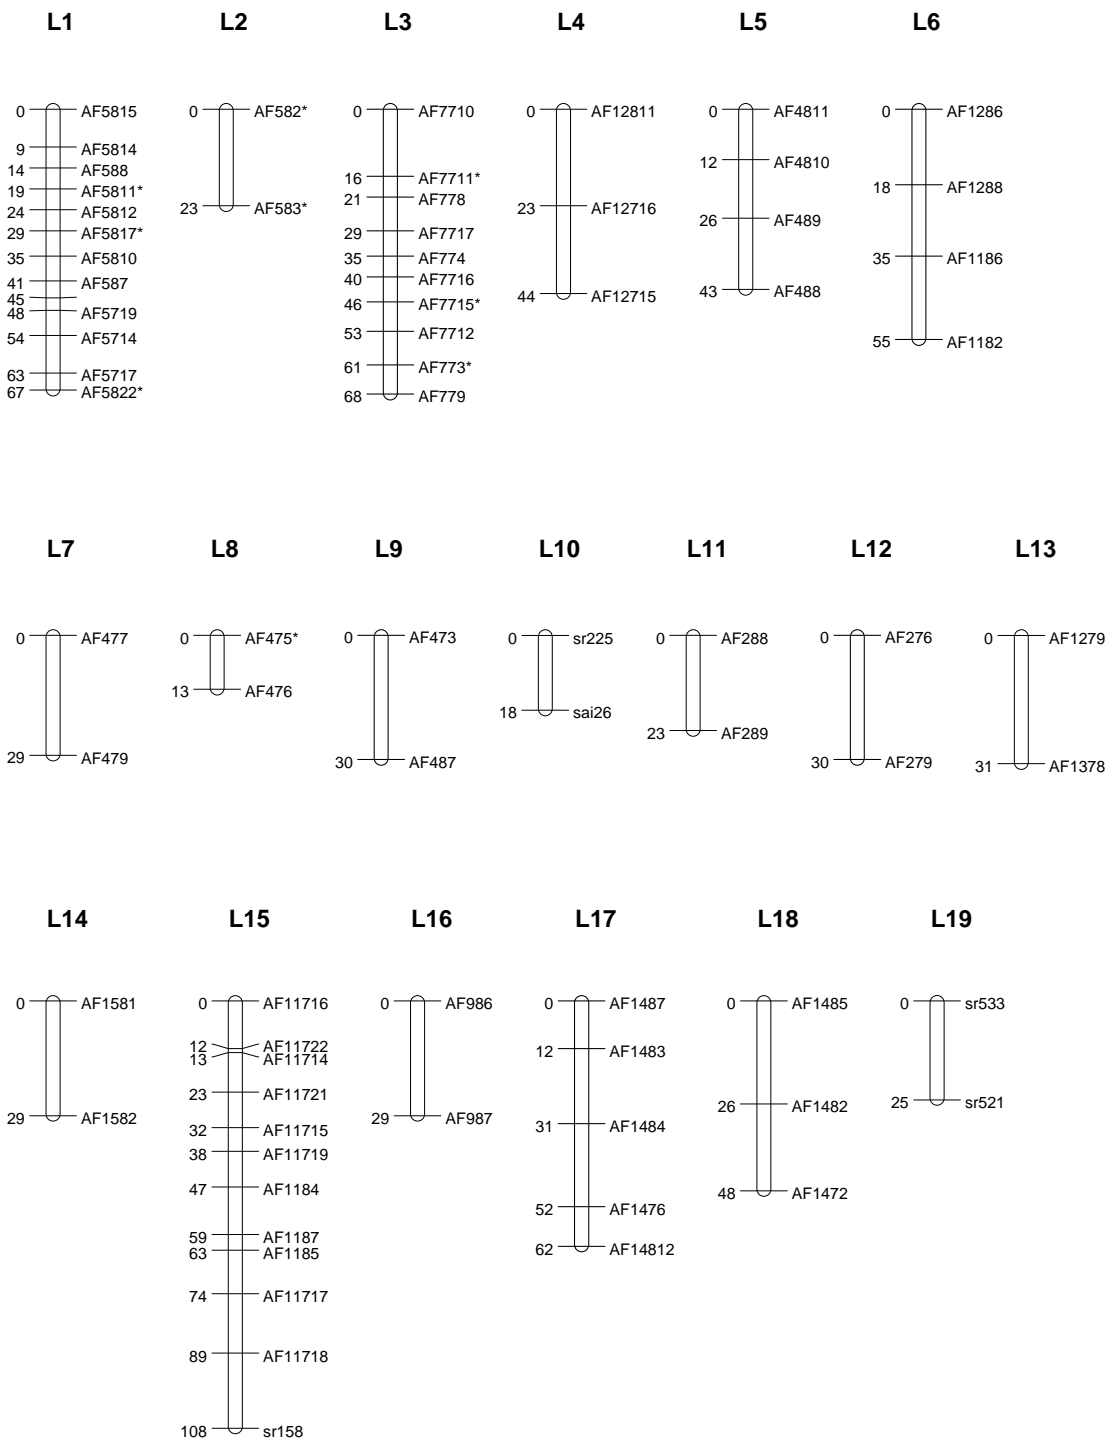 L1 L2 L3 L4 L5 L6
0 AF5815
9 AF5814
14 AF588
19 AF5811*
24 AF5812
29 AF5817*
35 AF5810
41 AF587
45
48 AF5719
54 AF5714
63 AF5717
67 AF5822*
0 AF582*
23 AF583*
0 AF7710
16 AF7711*
21 AF778
29 AF7717
35 AF774
40 AF7716
46 AF7715*
53 AF7712
61 AF773*
68 AF779
0 AF12811
23 AF12716
44 AF12715
0 AF4811
12 AF4810
26 AF489
43 AF488
0 AF1286
18 AF1288
35 AF1186
55 AF1182
L7 L8 L9 L10 L11 L12 L13
0 AF477
29 AF479
0 AF475*
13 AF476
0 AF473
30 AF487
0 sr225
18 sai26
0 AF288
23 AF289
0 AF276
30 AF279
0 AF1279
31 AF1378
L14 L15 L16 L17 L18 L19
0 AF1581
29 AF1582
0 AF11716
12 AF11722
13 AF11714
23 AF11721
32 AF11715
38 AF11719
47 AF1184
59 AF1187
63 AF1185
74 AF11717
89 AF11718
108 sr158
0 AF986
29 AF987
0 AF1487
12 AF1483
31 AF1484
52 AF1476
62 AF14812
0 AF1485
26 AF1482
48 AF1472
0 sr533
25 sr521